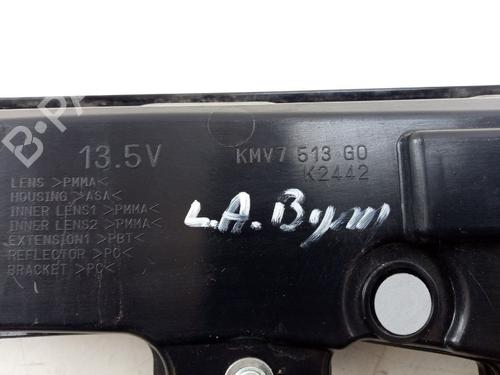 13.5V
KMV7 513 G0
K2442
LENS >PMMA<
HOUSING >ASA<
INNER LENS1 >PMMA<
INNER LENS2 >PMMA<
EXTENSION1 >PBT<
REFLECTOR >PC<
BRACKET >PC<
L.A.
B-PA